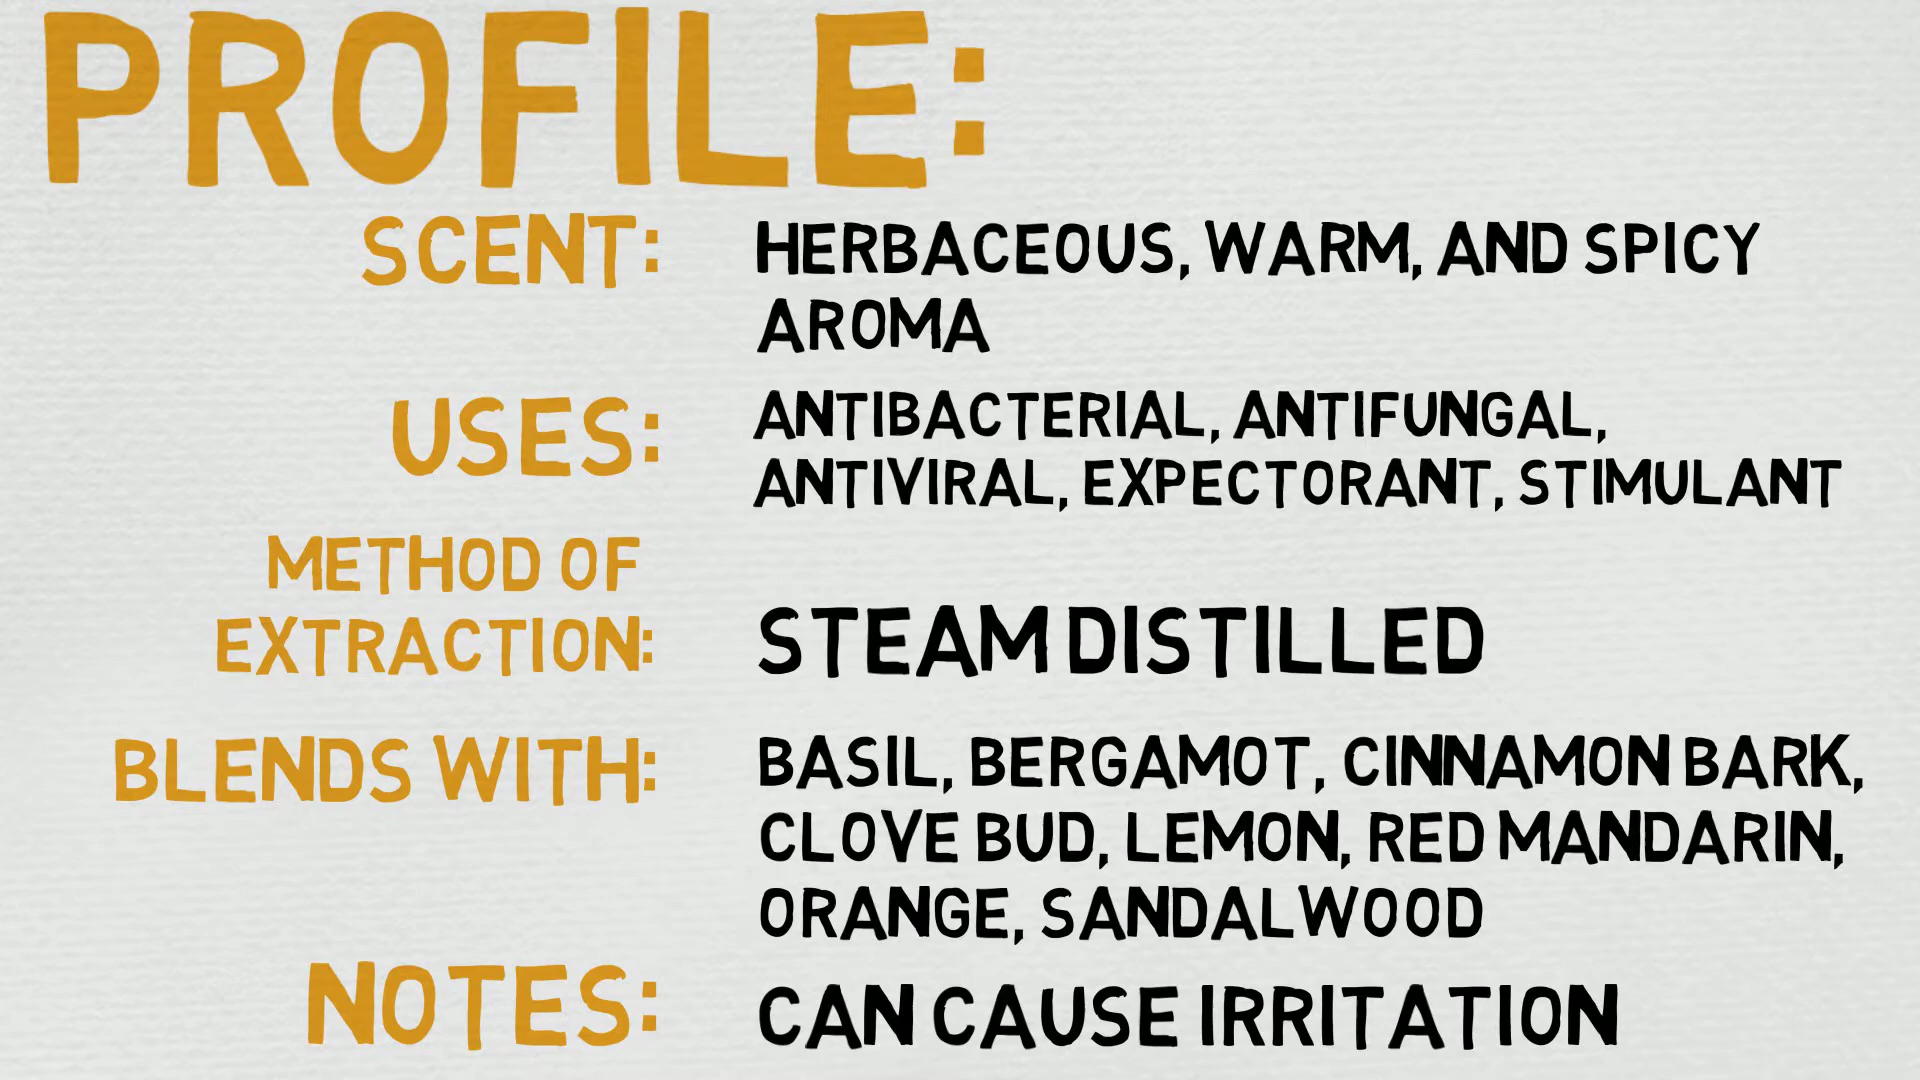 PROFILE:
SCENT: HERBACEOUS, WARM, AND SPICY
AROMA
USES: ANTIBACTERIAL, ANTIFUNGAL,
ANTIVIRAL, EXPECTORANT, STIMULANT
METHOD OF
EXTRACTION: STEAM DISTILLED
BLENDS WITH: BASIL, BERGAMOT, CINNAMON BARK,
CLOVE BUD, LEMON, RED MANDARIN,
ORANGE, SANDALWOOD
NOTES: CAN CAUSE IRRITATION